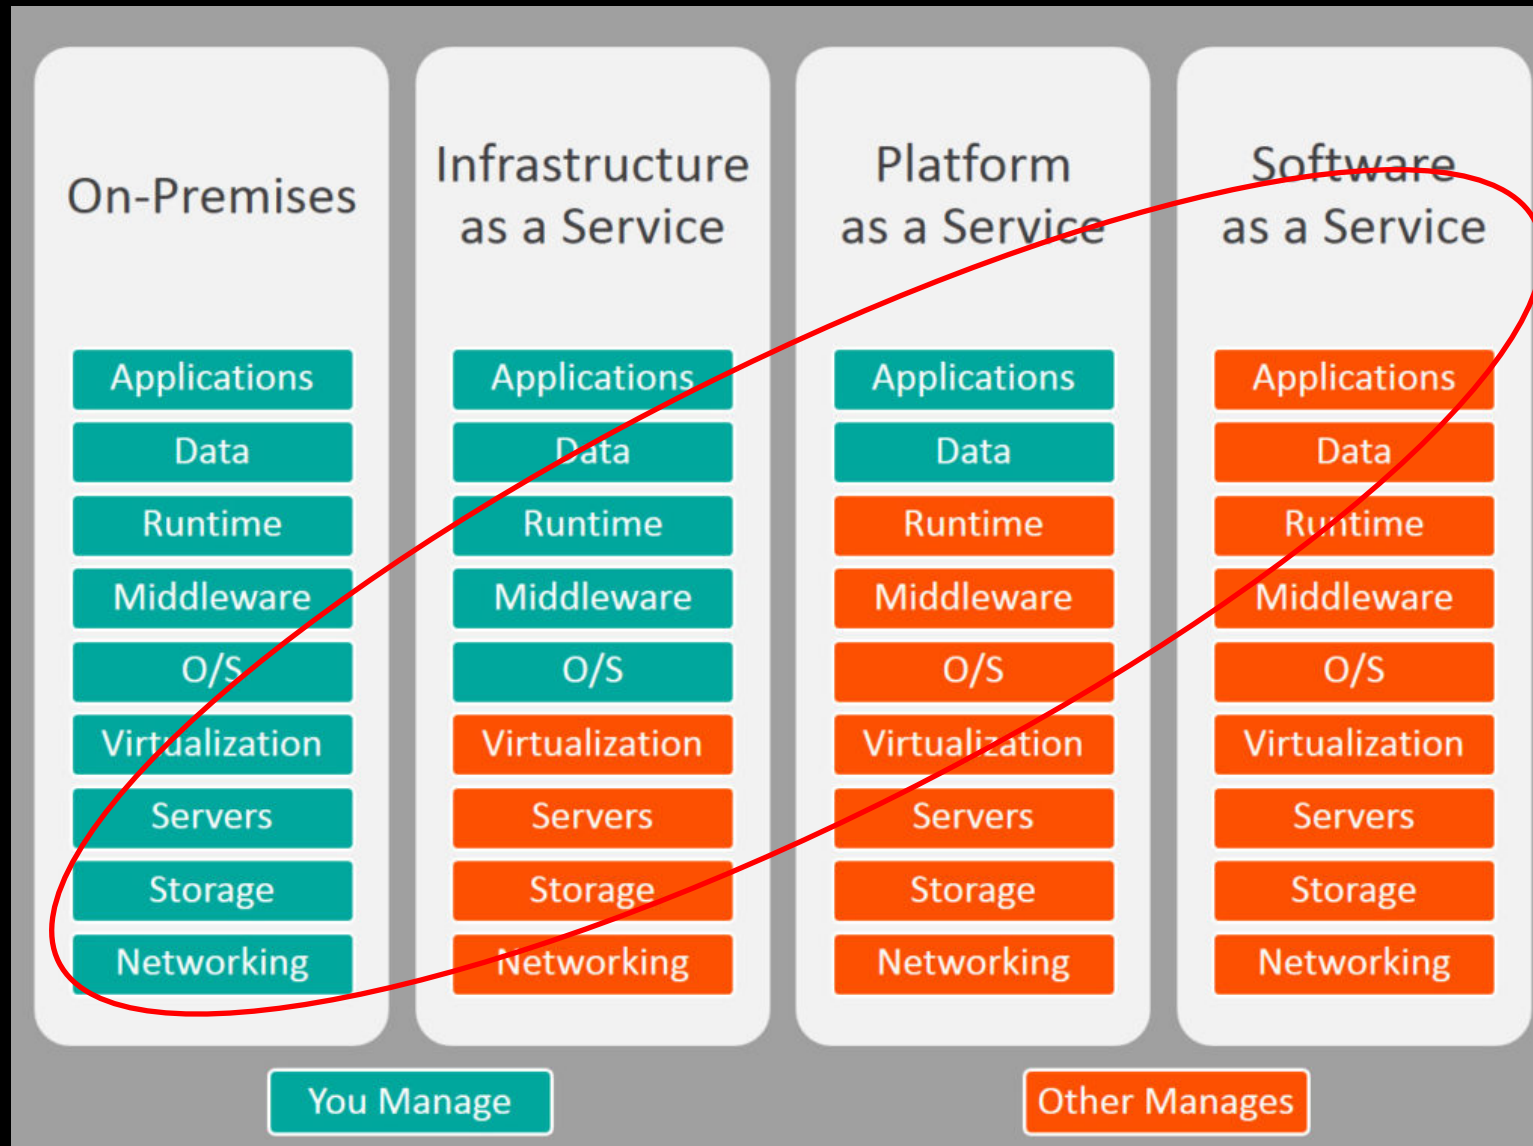 On-Premises
Applications
Data
Runtime
Middleware
O/S
Virtualization
Servers
Storage
Networking
Infrastructure
as a Service
Applications
Data
Runtime
Middleware
O/S
Virtualization
Servers
Storage
Networking
Platform
as a Service
Applications
Data
Runtime
Middleware
O/S
Virtualization
Servers
Storage
Networking
Software
as a Service
Applications
Data
Runtime
Middleware
O/S
Virtualization
Servers
Storage
Networking
You Manage
Other Manages